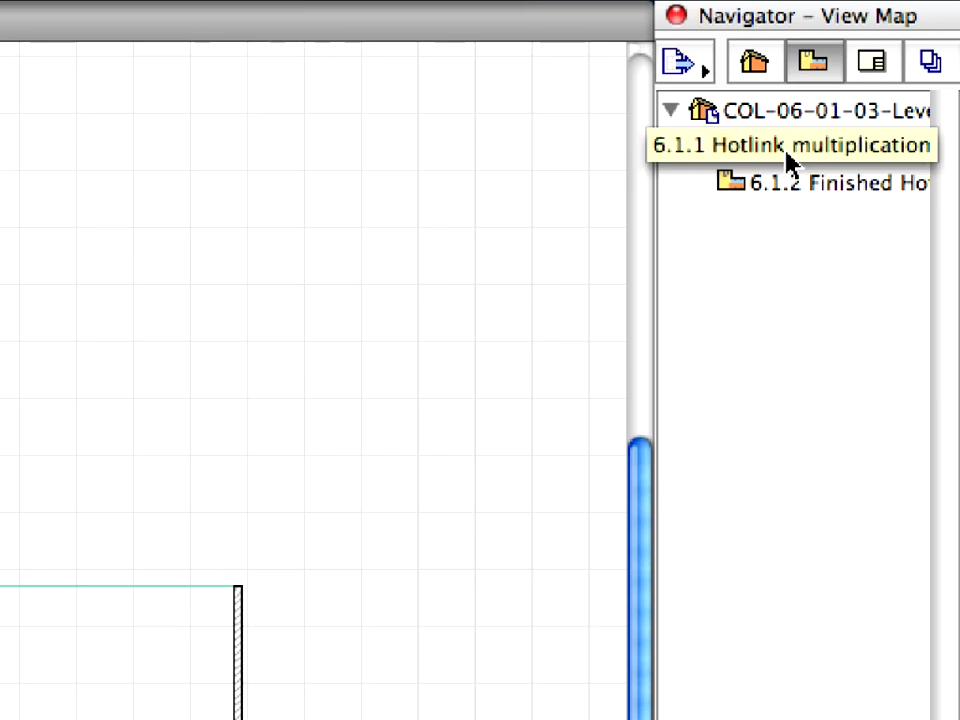 Navigator - View Map
COL-06-01-03-Leve
6.1.1 Hotlink multiplication
6.1.2 Finished Ho